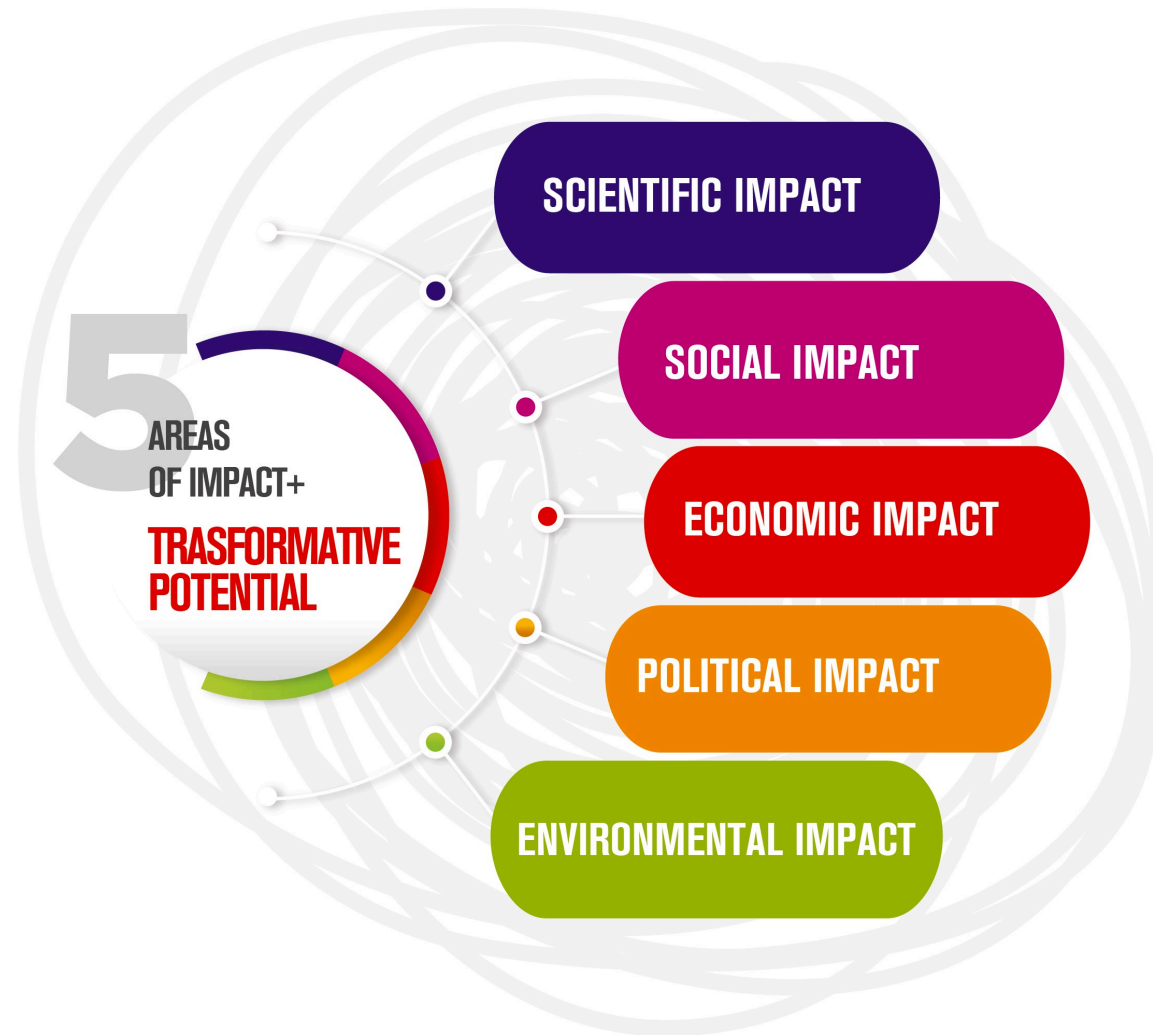 5
AREAS
OF IMPACT+
TRASFORMATIVE
POTENTIAL
SCIENTIFIC IMPACT
SOCIAL IMPACT
ECONOMIC IMPACT
POLITICAL IMPACT
ENVIRONMENTAL IMPACT